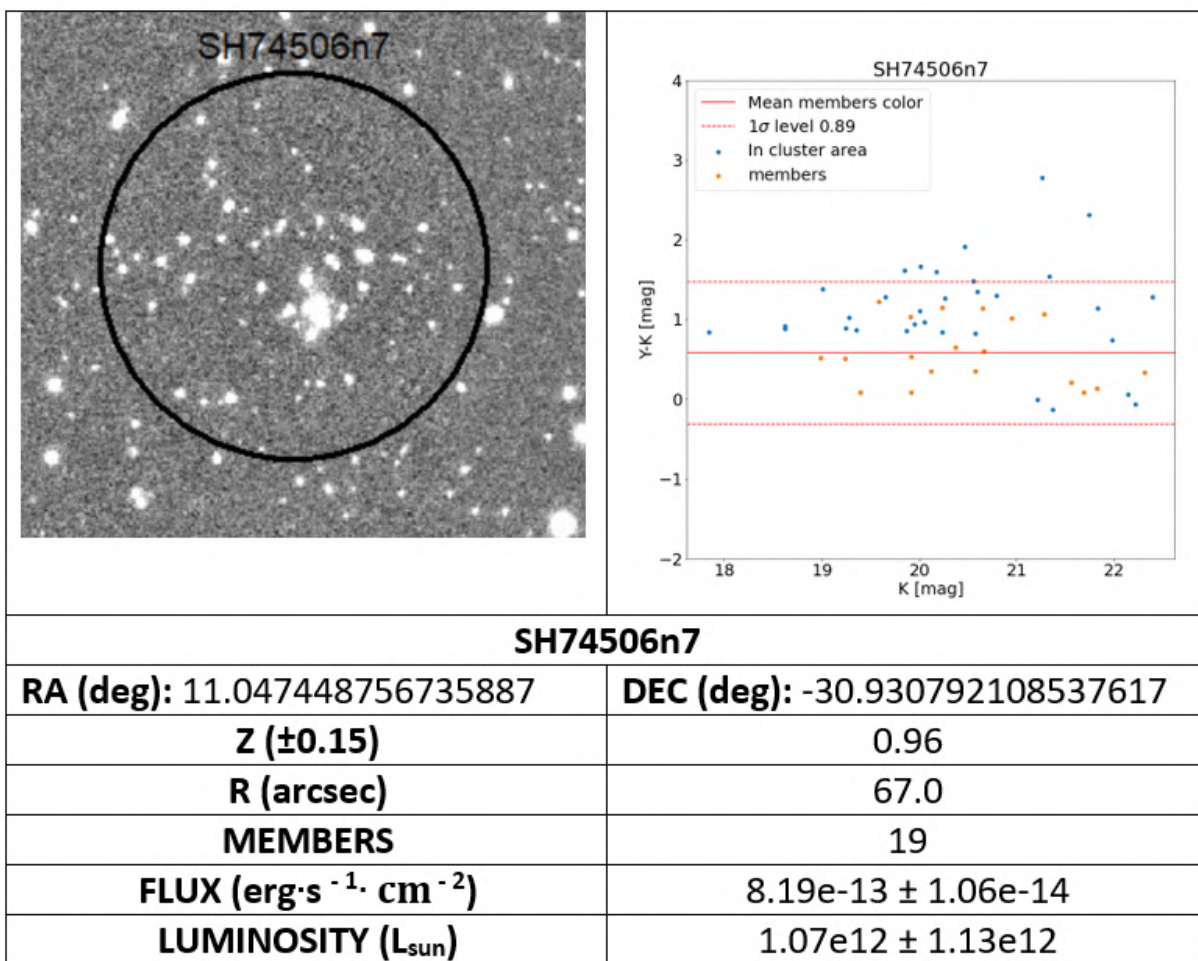 SH74506n7
SH74506n7
4
3
2
1
0
−1
−2
Y-K [mag]
Mean members color
1σ level 0.89
In cluster area
members
18 19 20 21 22
K [mag]
SH74506n7
RA (deg): 11.047448756735887 DEC (deg): -30.930792108537617
Z (±0.15) 0.96
R (arcsec) 67.0
MEMBERS 19
FLUX (erg·s ⁻¹· cm ⁻²) 8.19e-13 ± 1.06e-14
LUMINOSITY (Lsun) 1.07e12 ± 1.13e12